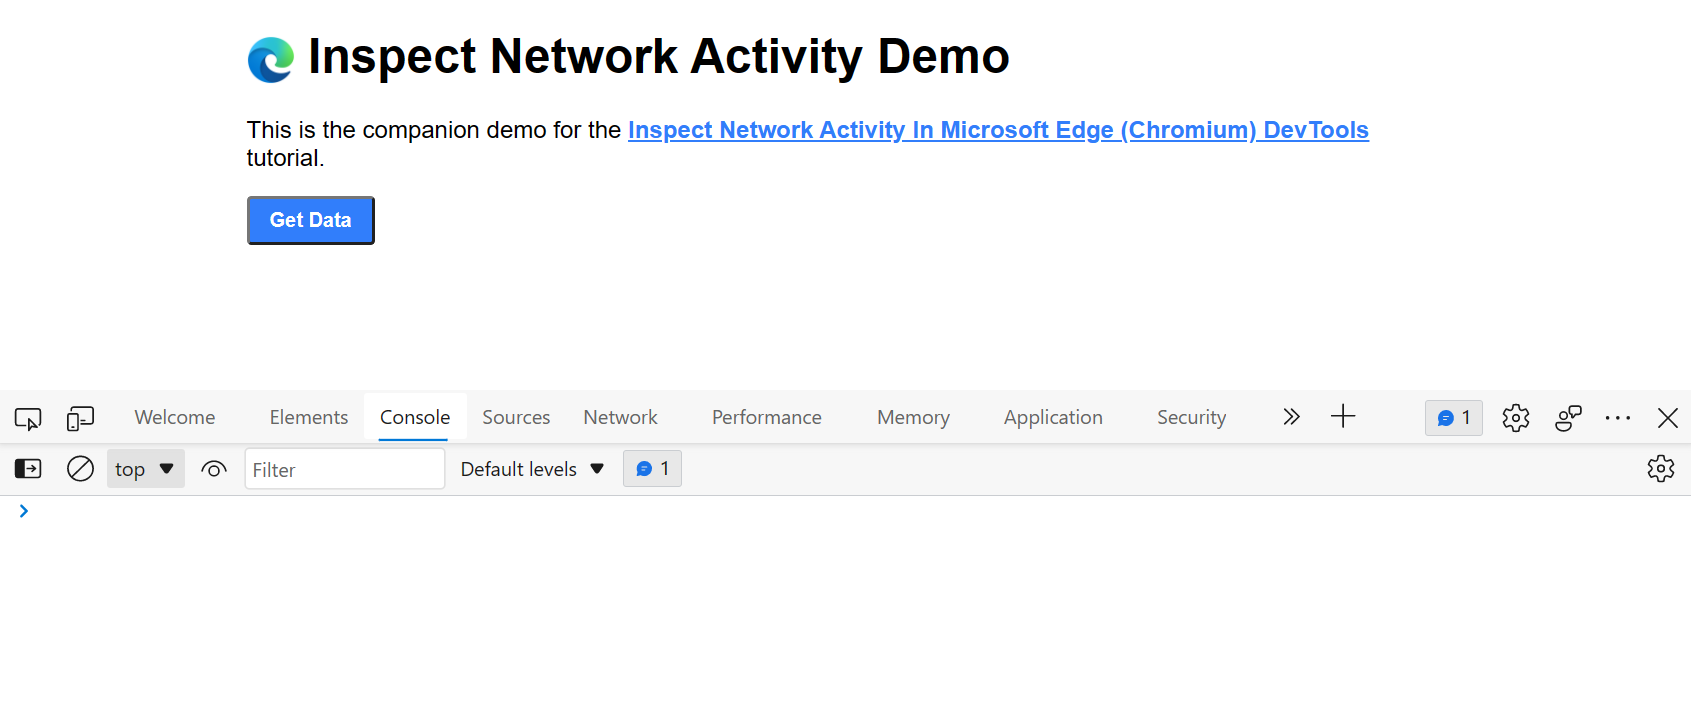 Inspect Network Activity Demo
This is the companion demo for the Inspect Network Activity In Microsoft Edge (Chromium) DevTools
tutorial.
Get Data
Welcome Elements Console Sources Network Performance Memory Application Security 1
top Filter Default levels 1